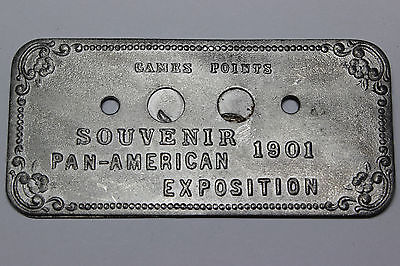 GAMES POINTS
SOUVENIR 1901
PAN-AMERICAN
EXPOSITION